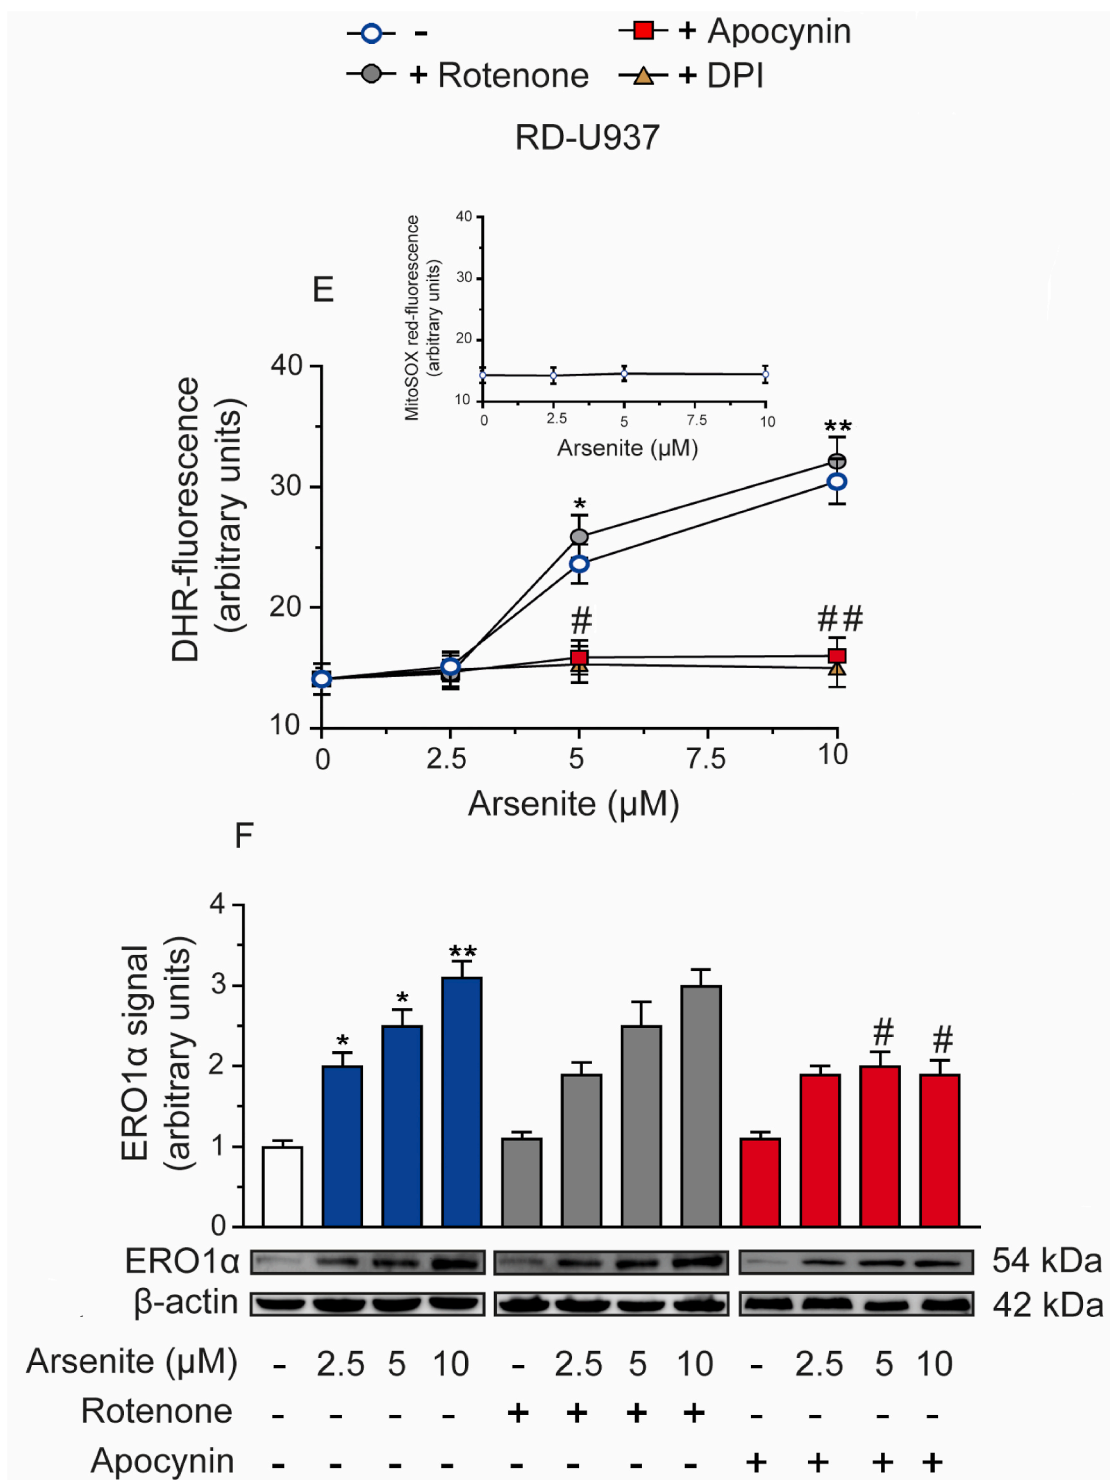 - + Apocynin
+ Rotenone + DPI
RD-U937
E
MitoSOX red-fluorescence
(arbitrary units)
40
30
20
10
0 2.5 5 7.5 10
Arsenite (µM)
DHR-fluorescence
(arbitrary units)
40
30
20
10
* **
# ##
0 2.5 5 7.5 10
Arsenite (µM)
F
ERO1α signal
(arbitrary units)
4
3
2
1
0
* * ** # #
ERO1α 54 kDa
β-actin 42 kDa
Arsenite (µM) - 2.5 5 10 - 2.5 5 10 - 2.5 5 10
Rotenone - - - - + + + + - - - -
Apocynin - - - - - - - - + + + +